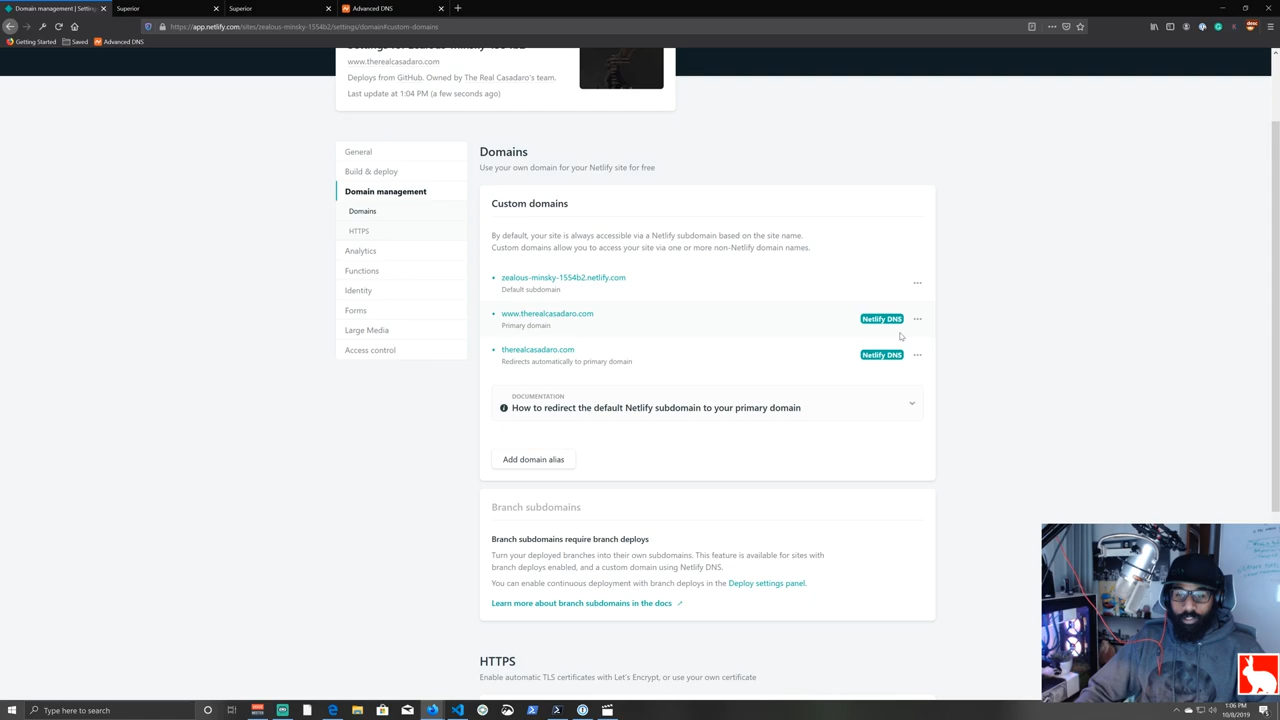 Domain management | Settin
Superior
Superior
Advanced DNS
https://app.netlify.com/sites/zealous-minsky-1554b2/settings/domain#custom-domains
Getting Started
Saved
Advanced DNS
Settings for zealous-minsky-1554b2
www.therealcasadaro.com
Deploys from GitHub. Owned by The Real Casadaro's team.
Last update at 1:04 PM (a few seconds ago)
General
Build & deploy
Domain management
Domains
HTTPS
Analytics
Functions
Identity
Forms
Large Media
Access control
Domains
Use your own domain for your Netlify site for free
Custom domains
By default, your site is always accessible via a Netlify subdomain based on the site name.
Custom domains allow you to access your site via one or more non-Netlify domain names.
zealous-minsky-1554b2.netlify.com
Default subdomain
www.therealcasadaro.com
Primary domain
Netlify DNS
therealcasadaro.com
Redirects automatically to primary domain
Netlify DNS
DOCUMENTATION
How to redirect the default Netlify subdomain to your primary domain
Add domain alias
Branch subdomains
Branch subdomains require branch deploys
Turn your deployed branches into their own subdomains. This feature is available for sites with
branch deploys enabled, and a custom domain using Netlify DNS.
You can enable continuous deployment with branch deploys in the Deploy settings panel.
Learn more about branch subdomains in the docs
HTTPS
Enable automatic TLS certificates with Let's Encrypt, or use your own certificate
Type here to search
1:06 PM
10/8/2019